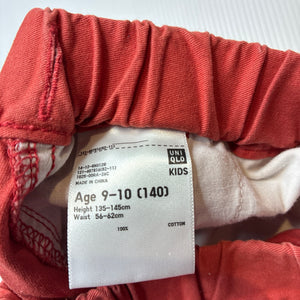 UNI
QLO
KIDS
MADE IN CHINA
Age 9-10 (140)
Height 135-145cm
Waist 56-62cm
100% COTTON